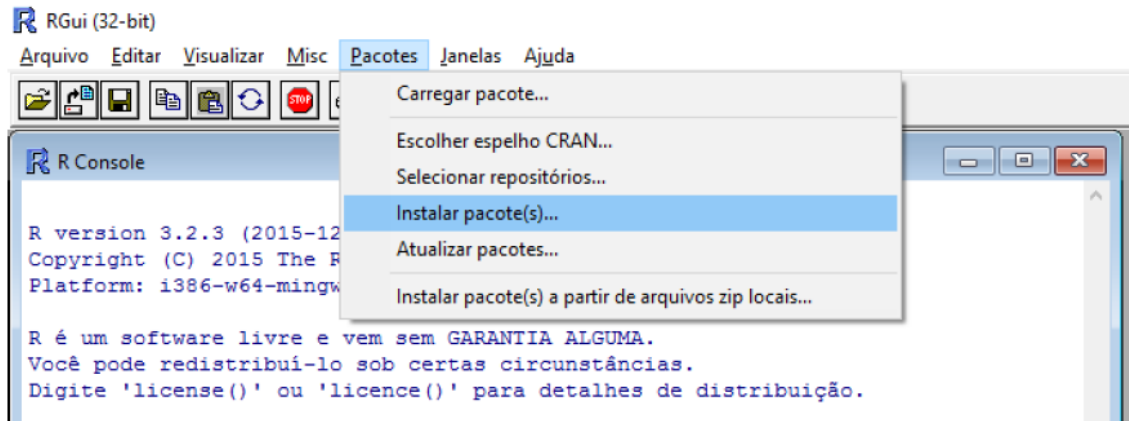 RGui (32-bit)
Arquivo Editar Visualizar Misc Pacotes Janelas Ajuda
STOP
Carregar pacote...
Escolher espelho CRAN...
Selecionar repositórios...
Instalar pacote(s)...
Atualizar pacotes...
Instalar pacote(s) a partir de arquivos zip locais...
R Console
R version 3.2.3 (2015-12
Copyright (C) 2015 The R
Platform: i386-w64-mingw
R é um software livre e vem sem GARANTIA ALGUMA.
Você pode redistribuí-lo sob certas circunstâncias.
Digite 'license()' ou 'licence()' para detalhes de distribuição.